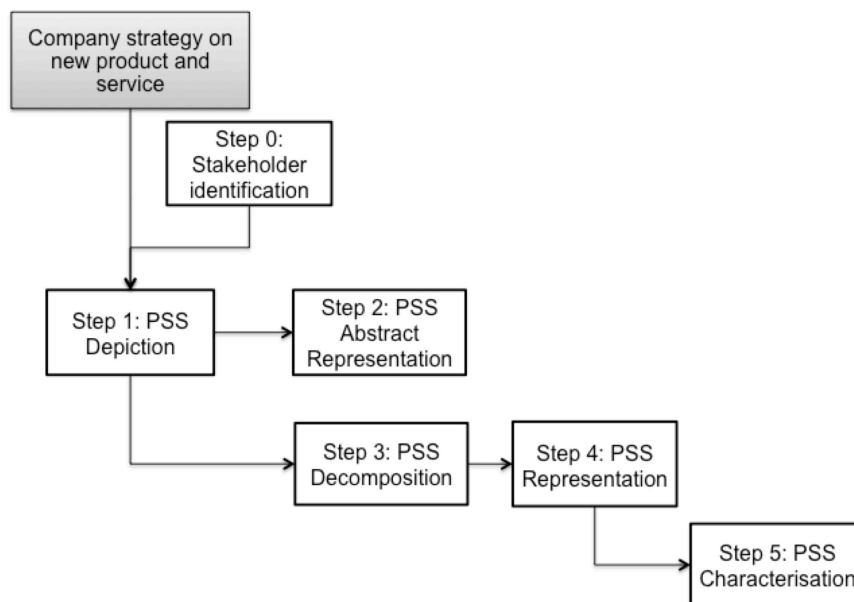 Company strategy on
new product and
service
Step 0:
Stakeholder
identification
Step 1: PSS
Depiction
Step 2: PSS
Abstract
Representation
Step 3: PSS
Decomposition
Step 4: PSS
Representation
Step 5: PSS
Characterisation